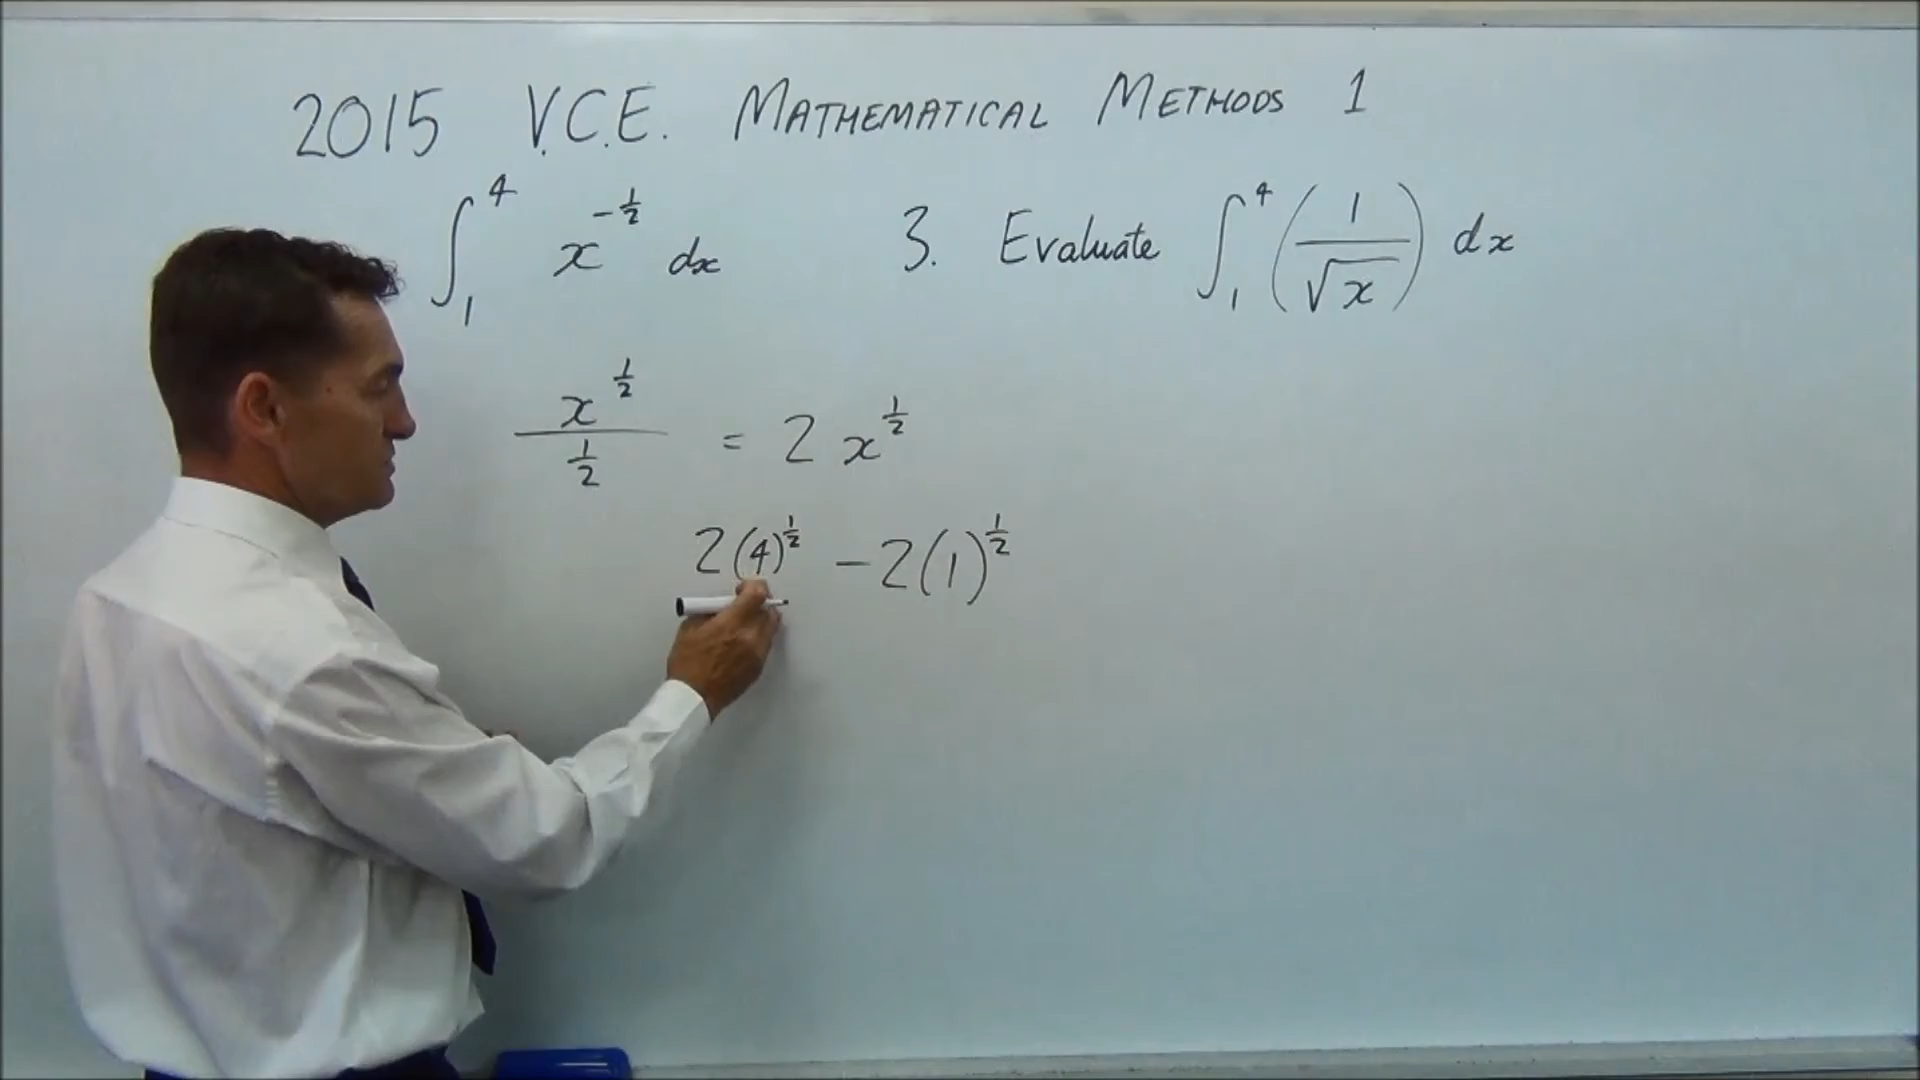 2015 V.C.E. MATHEMATICAL METHODS 1
∫₁⁴ x^(-1/2) dx
3. Evaluate ∫₁⁴ (1/√x) dx
x^(1/2) / (1/2) = 2 x^(1/2)
2(4)^(1/2) - 2(1)^(1/2)